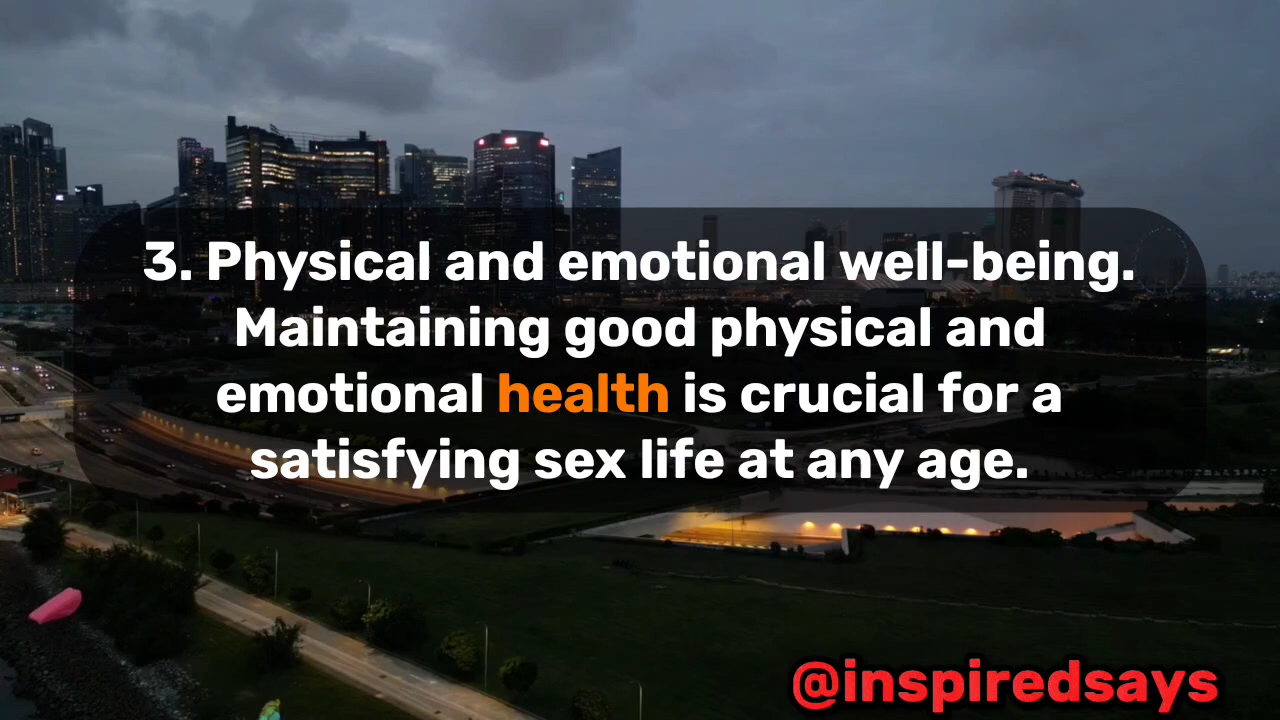 3. Physical and emotional well-being.
Maintaining good physical and
emotional health is crucial for a
satisfying sex life at any age.
@inspiredsays